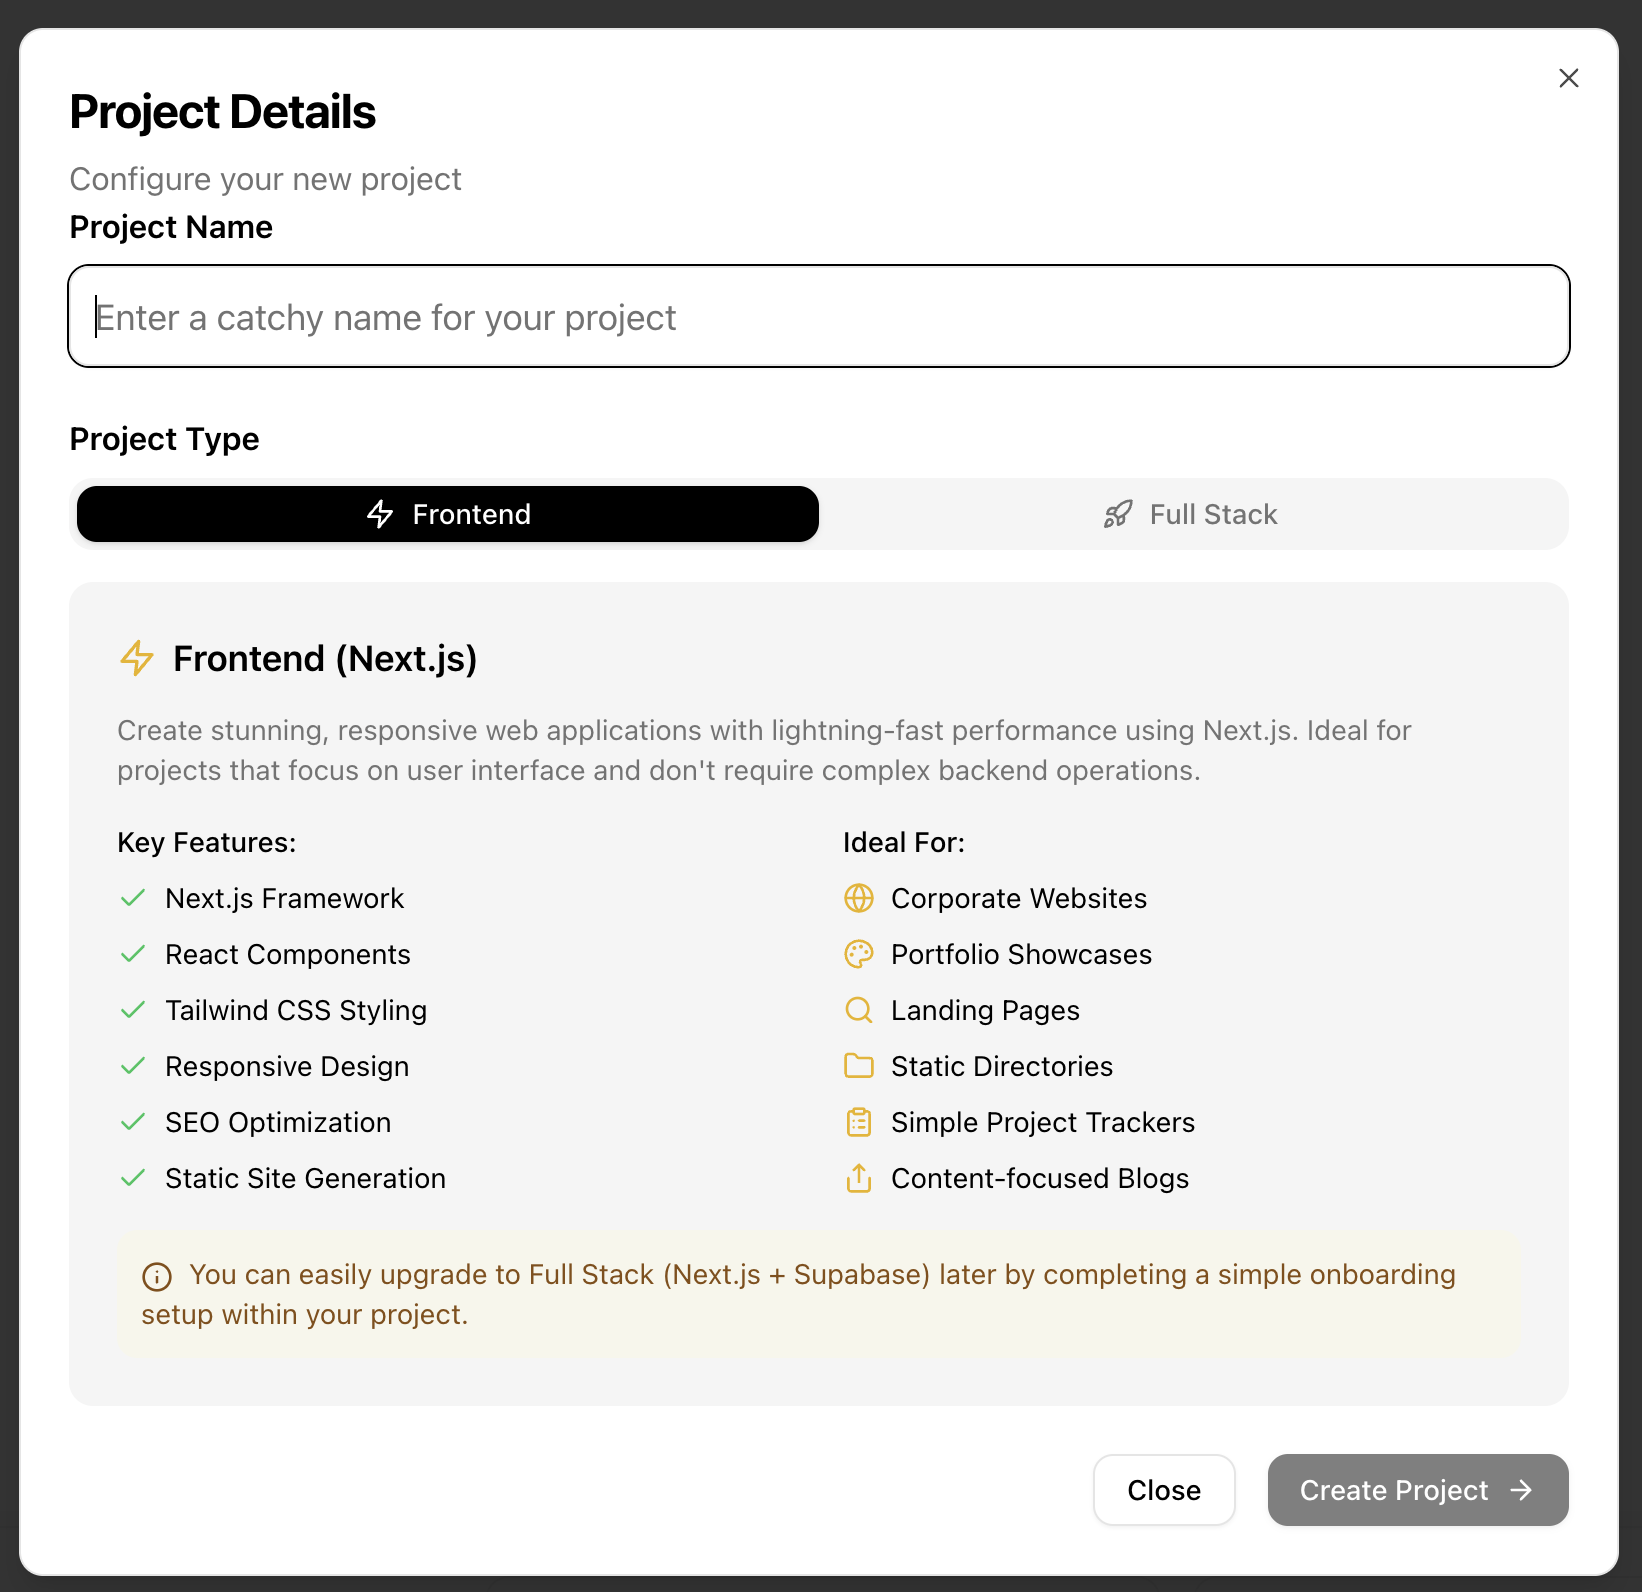 Project Details
Configure your new project
Project Name
Enter a catchy name for your project
Project Type
Frontend
Full Stack
Frontend (Next.js)
Create stunning, responsive web applications with lightning-fast performance using Next.js. Ideal for
projects that focus on user interface and don't require complex backend operations.
Key Features:
Next.js Framework
React Components
Tailwind CSS Styling
Responsive Design
SEO Optimization
Static Site Generation
Ideal For:
Corporate Websites
Portfolio Showcases
Landing Pages
Static Directories
Simple Project Trackers
Content-focused Blogs
You can easily upgrade to Full Stack (Next.js + Supabase) later by completing a simple onboarding
setup within your project.
Close
Create Project